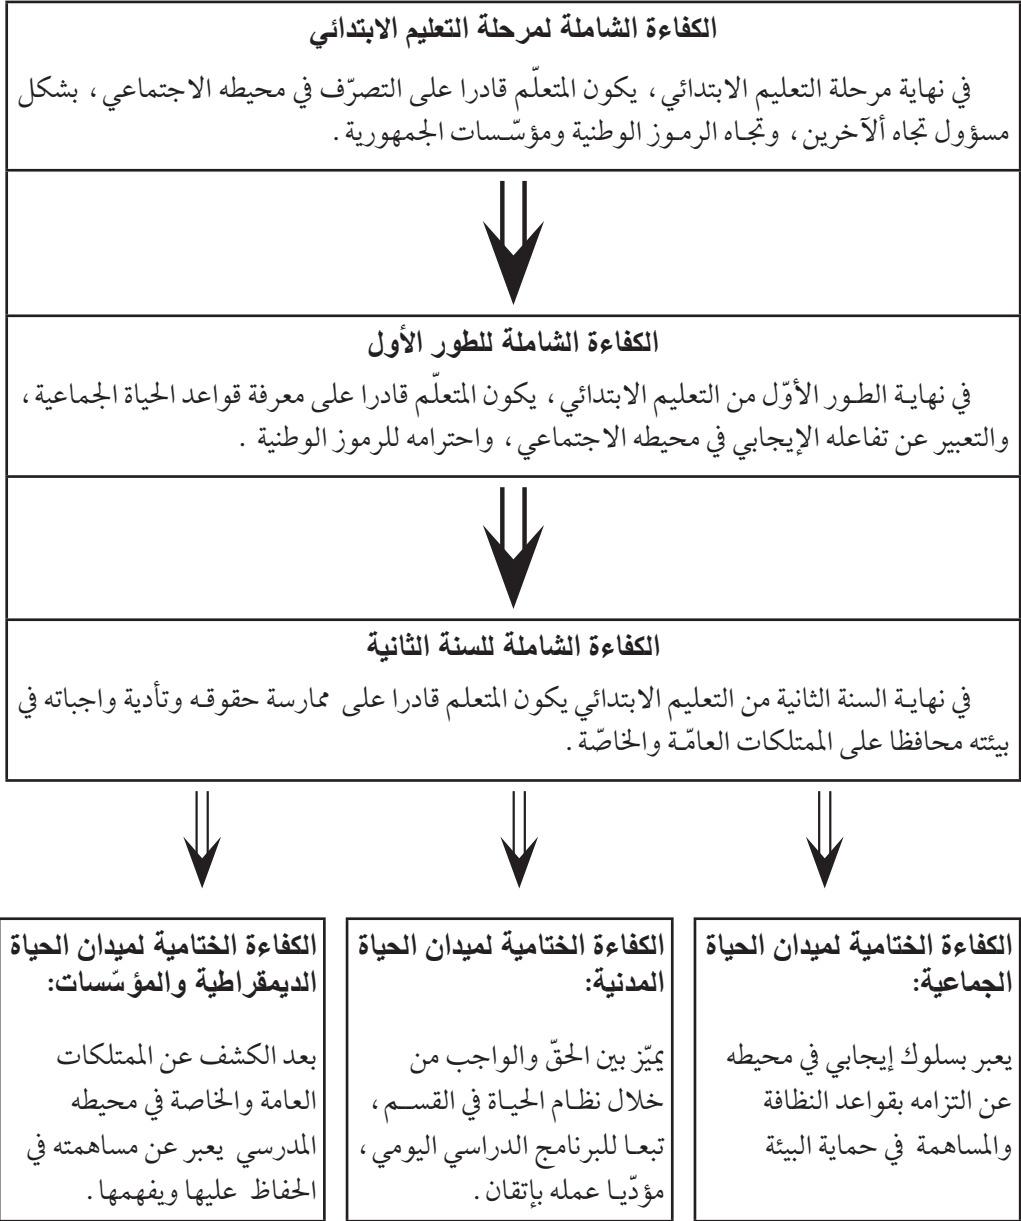 الكفاءة الشاملة لمرحلة التعليم الابتدائي
في نهاية مرحلة التعليم الابتدائي، يكون المتعلّم قادرا على التصرّف في محيطه الاجتماعي، بشكل
مسؤول تجاه ألآخرين، وتجاه الرموز الوطنية ومؤسّسات الجمهورية.
الكفاءة الشاملة للطور الأول
في نهاية الطور الأوّل من التعليم الابتدائي، يكون المتعلّم قادرا على معرفة قواعد الحياة الجماعية،
والتعبير عن تفاعله الإيجابي في محيطه الاجتماعي، واحترامه للرموز الوطنية.
الكفاءة الشاملة للسنة الثانية
في نهاية السنة الثانية من التعليم الابتدائي يكون المتعلم قادرا على ممارسة حقوقه وتأدية واجباته في
بيئته محافظا على الممتلكات العامّة والخاصّة.
الكفاءة الختامية لميدان الحياة
الجماعية:
يعبر بسلوك إيجابي في محيطه
عن التزامه بقواعد النظافة
والمساهمة في حماية البيئة
الكفاءة الختامية لميدان الحياة
المدنية:
يميّز بين الحقّ والواجب من
خلال نظام الحياة في القسم،
تبعا للبرنامج الدراسي اليومي،
مؤدّيا عمله بإتقان.
الكفاءة الختامية لميدان الحياة
الديمقراطية والمؤسّسات:
بعد الكشف عن الممتلكات
العامة والخاصة في محيطه
المدرسي يعبر عن مساهمته في
الحفاظ عليها ويفهمها.